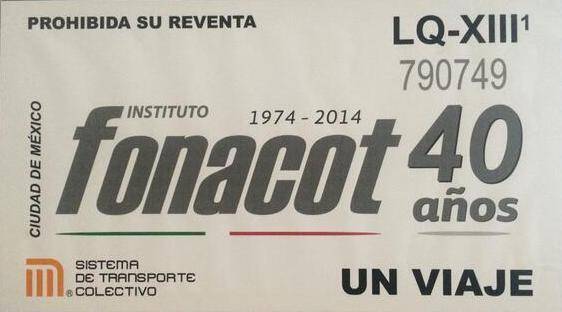 PROHIBIDA SU REVENTA
LQ-XIII¹
790749
CIUDAD DE MÉXICO
INSTITUTO
1974 - 2014
fonacot 40
años
SISTEMA
DE TRANSPORTE
®COLECTIVO
UN VIAJE